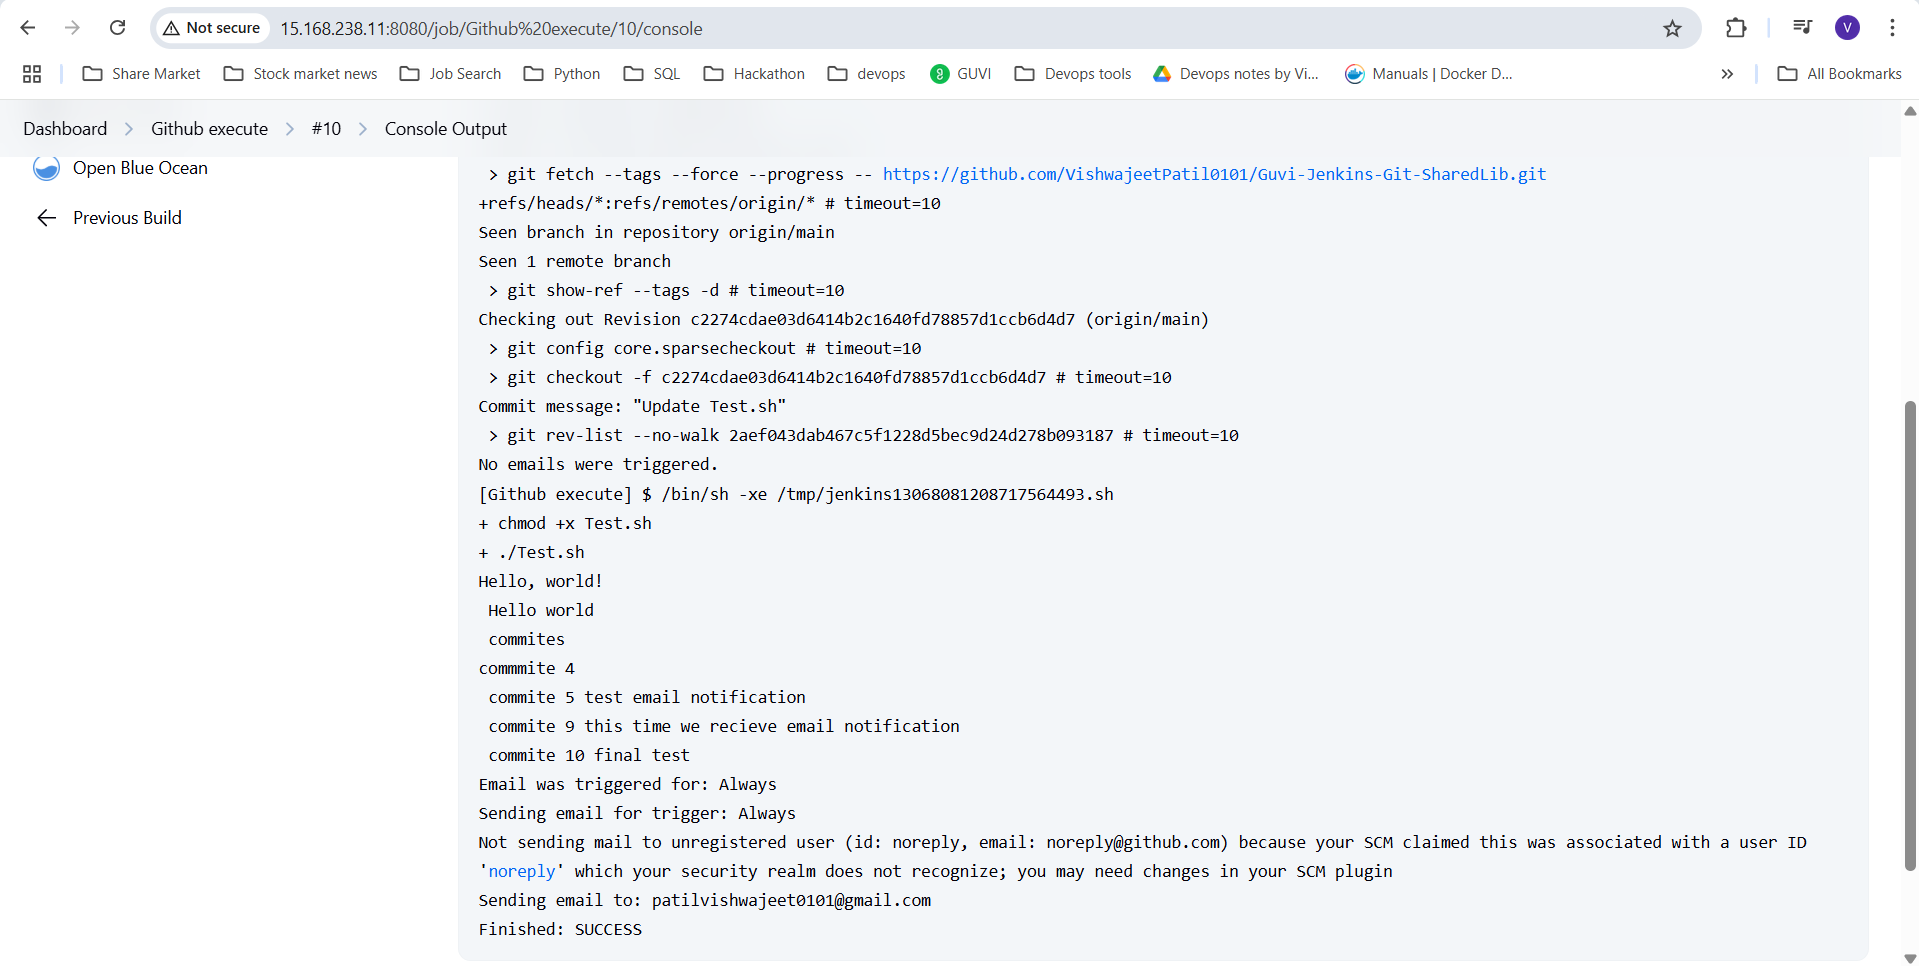 Not secure 15.168.238.11:8080/job/Github%20execute/10/console V
Share Market Stock market news Job Search Python SQL Hackathon devops 8 GUVI Devops tools Devops notes by Vi... Manuals | Docker D... » All Bookmarks
Dashboard > Github execute > #10 > Console Output
Open Blue Ocean
Previous Build
> git fetch --tags --force --progress -- https://github.com/VishwajeetPatil0101/Guvi-Jenkins-Git-SharedLib.git
+refs/heads/*:refs/remotes/origin/* # timeout=10
Seen branch in repository origin/main
Seen 1 remote branch
> git show-ref --tags -d # timeout=10
Checking out Revision c2274cdae03d6414b2c1640fd78857d1ccb6d4d7 (origin/main)
> git config core.sparsecheckout # timeout=10
> git checkout -f c2274cdae03d6414b2c1640fd78857d1ccb6d4d7 # timeout=10
Commit message: "Update Test.sh"
> git rev-list --no-walk 2aef043dab467c5f1228d5bec9d24d278b093187 # timeout=10
No emails were triggered.
[Github execute] $ /bin/sh -xe /tmp/jenkins13068081208717564493.sh
+ chmod +x Test.sh
+ ./Test.sh
Hello, world!
Hello world
commites
commmite 4
commite 5 test email notification
commite 9 this time we recieve email notification
commite 10 final test
Email was triggered for: Always
Sending email for trigger: Always
Not sending mail to unregistered user (id: noreply, email: noreply@github.com) because your SCM claimed this was associated with a user ID
'noreply' which your security realm does not recognize; you may need changes in your SCM plugin
Sending email to: patilvishwajeet0101@gmail.com
Finished: SUCCESS